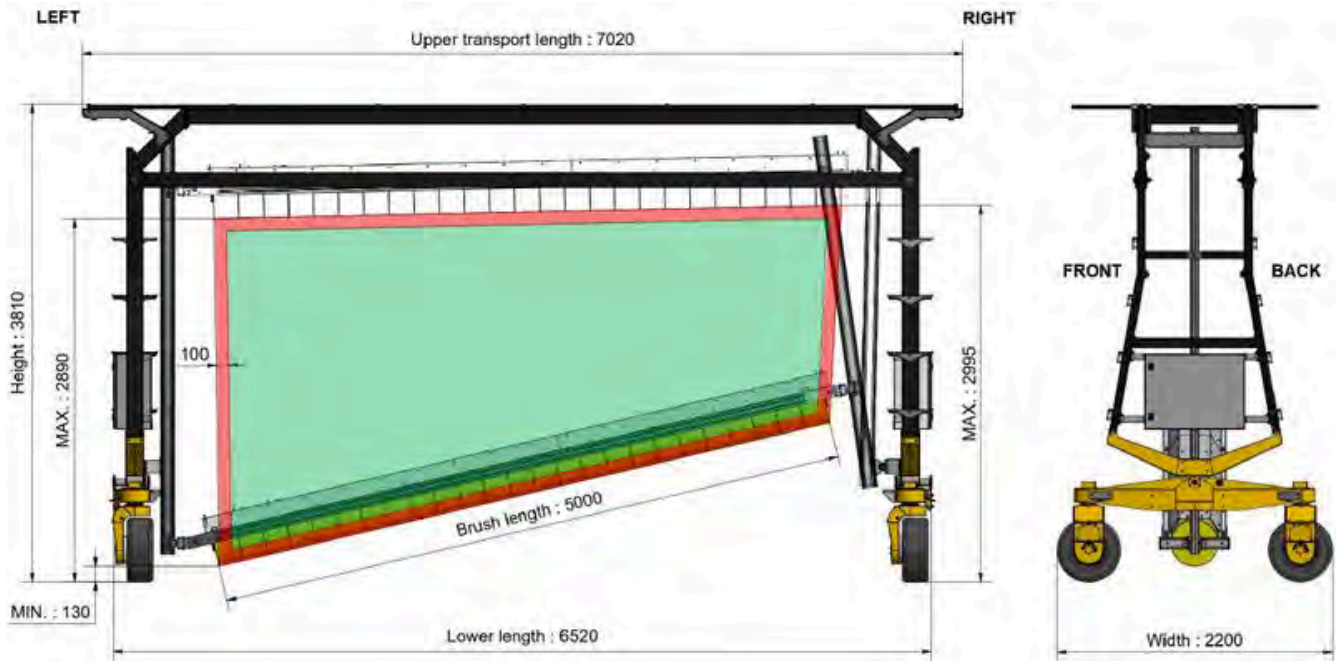 LEFT
RIGHT
Upper transport length : 7020
FRONT
BACK
Height : 3810
MAX. : 2890
100
MAX. : 2995
Brush length : 5000
MIN. : 130
Lower length : 6520
Width : 2200